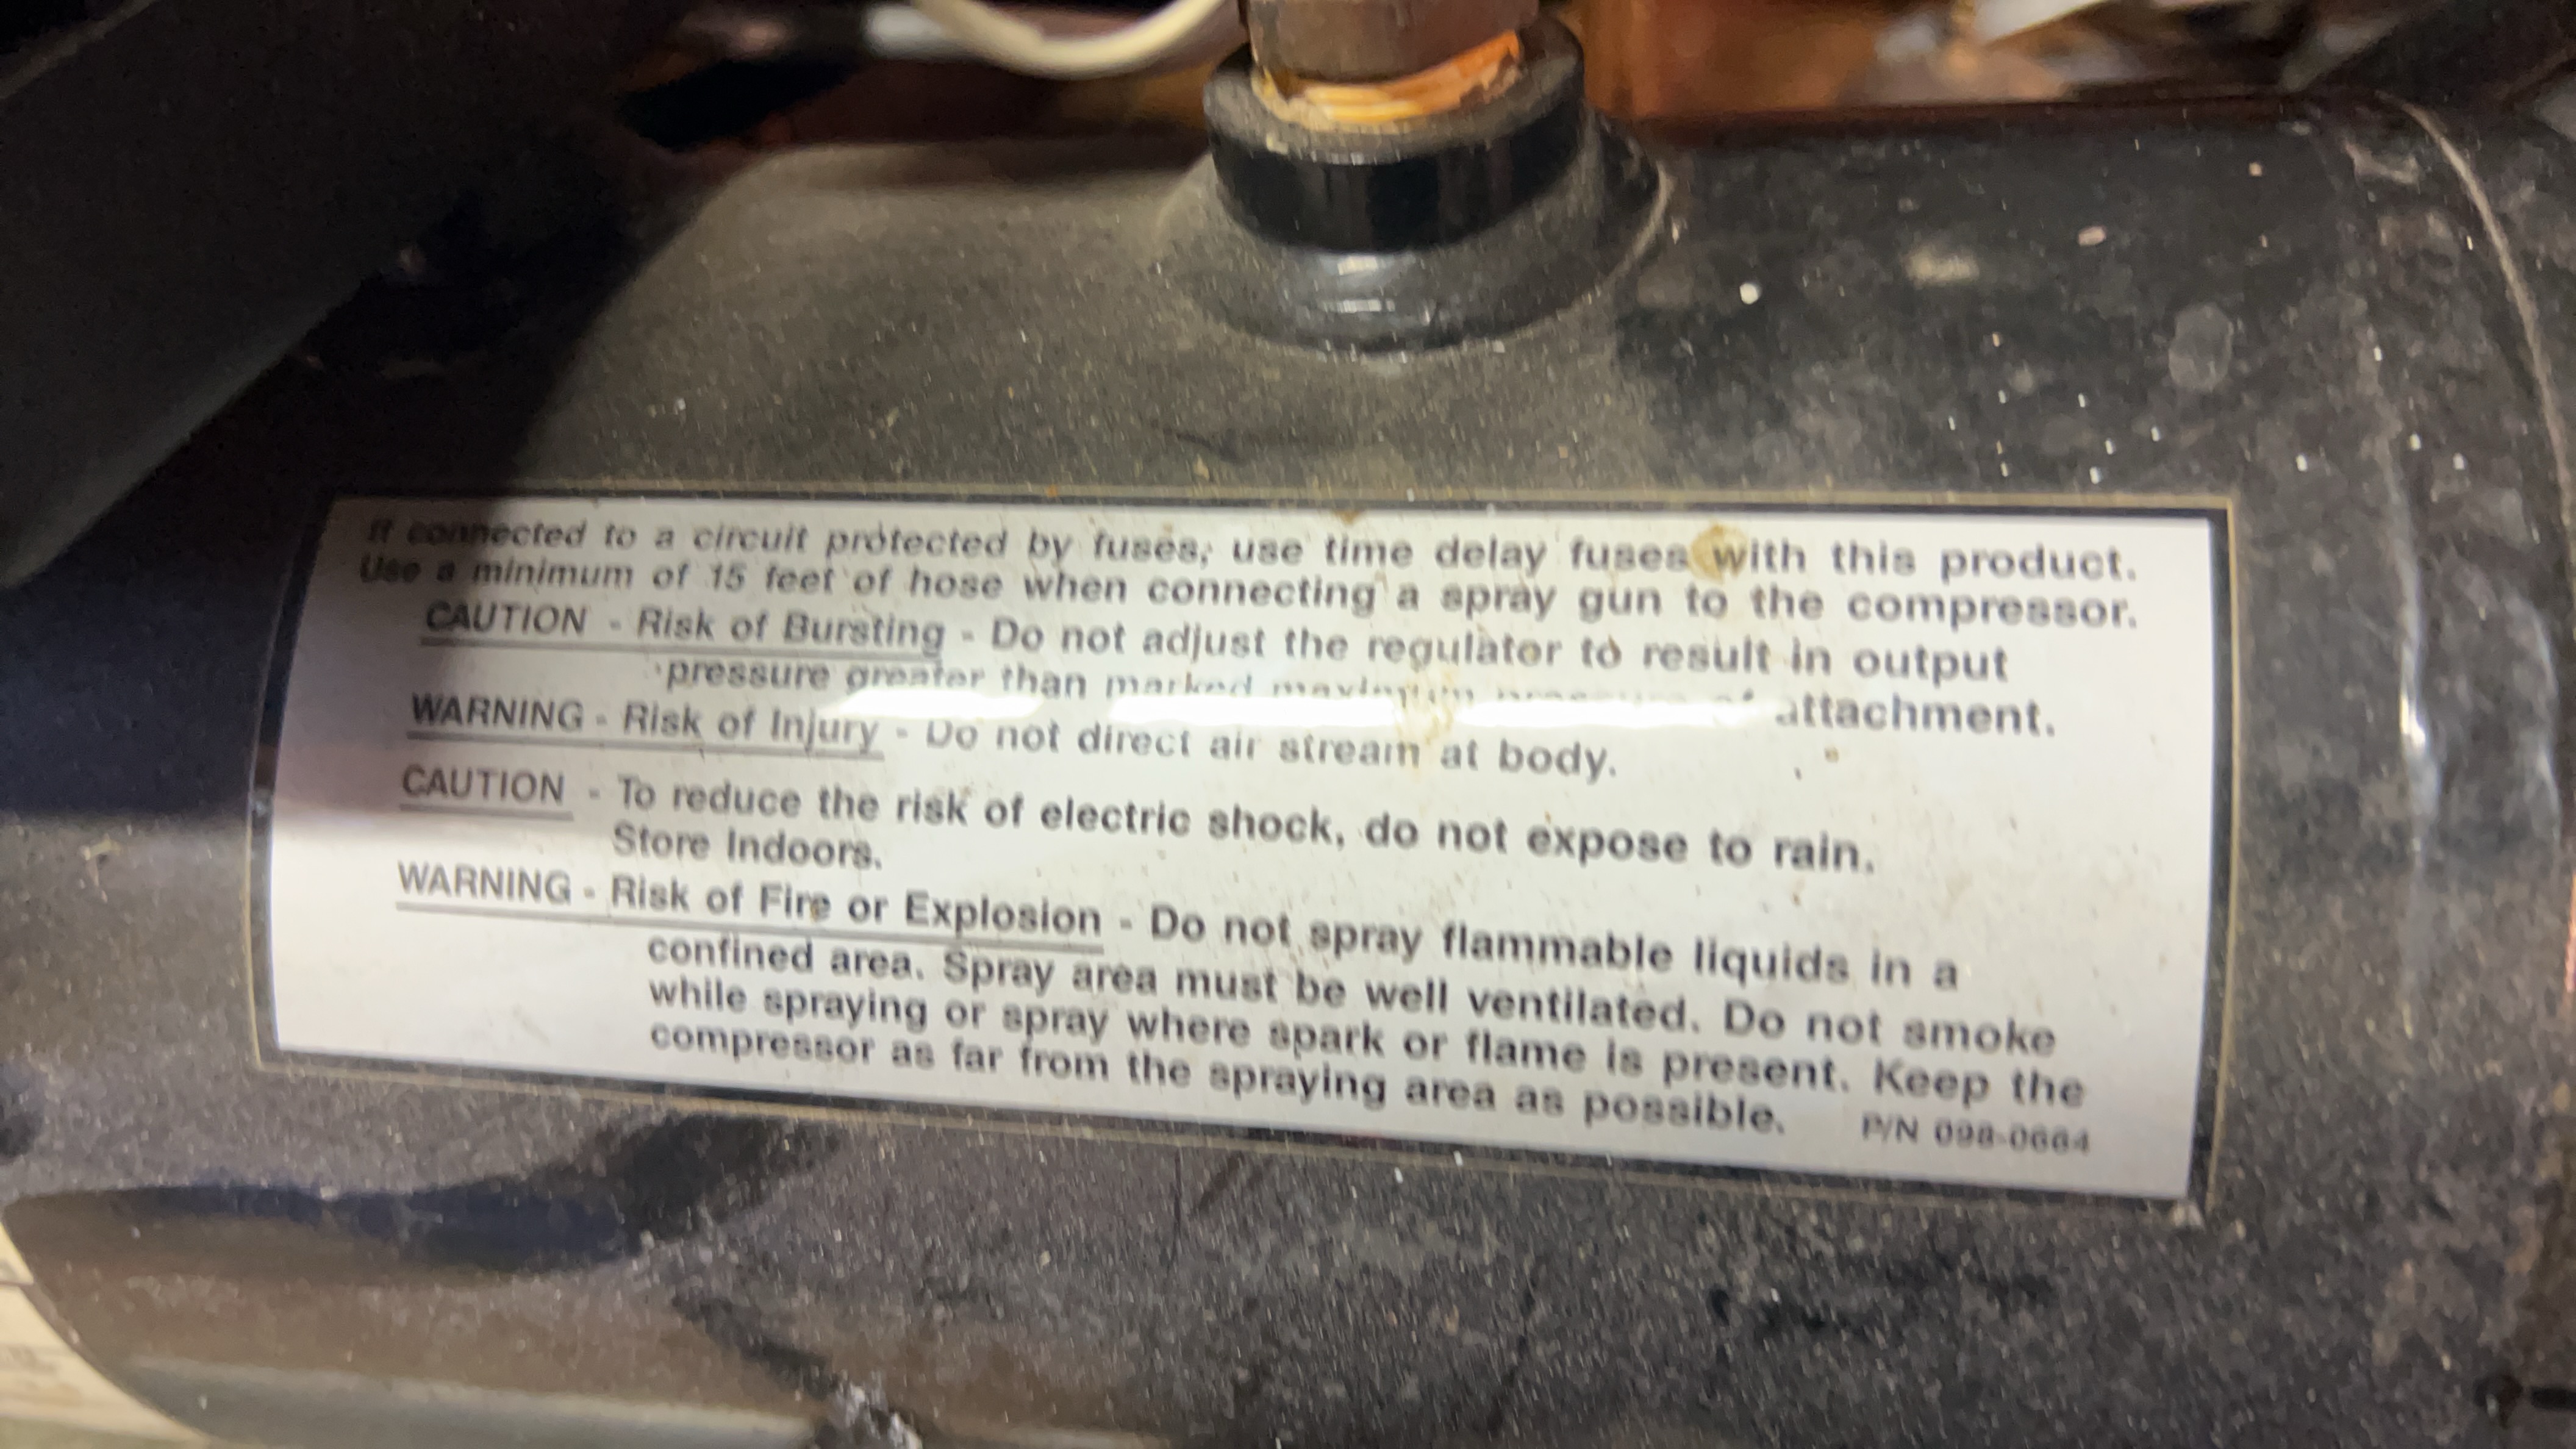 If connected to a circuit protected by fuses, use time delay fuses with this product.
Use a minimum of 15 feet of hose when connecting a spray gun to the compressor.
CAUTION - Risk of Bursting - Do not adjust the regulator to result in output
pressure greater than marked maximum pressure of attachment.
WARNING - Risk of Injury - Do not direct air stream at body.
CAUTION - To reduce the risk of electric shock, do not expose to rain.
Store Indoors.
WARNING - Risk of Fire or Explosion - Do not spray flammable liquids in a
confined area. Spray area must be well ventilated. Do not smoke
while spraying or spray where spark or flame is present. Keep the
compressor as far from the spraying area as possible. P/N 098-0664